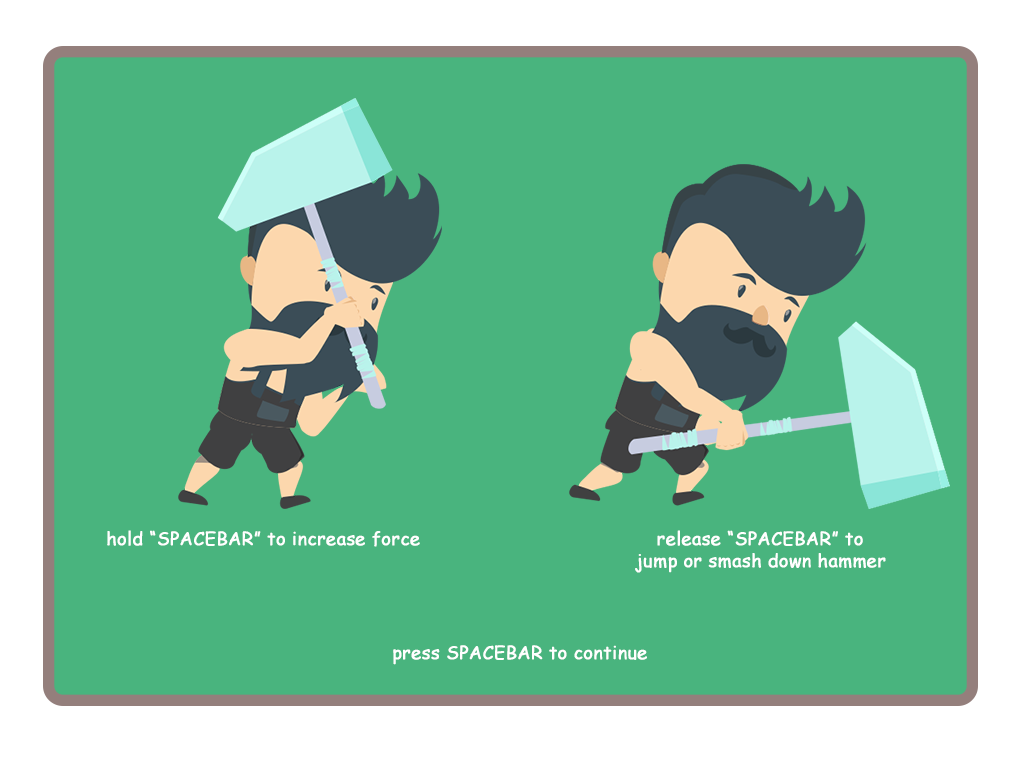 hold “SPACEBAR” to increase force
release “SPACEBAR” to
jump or smash down hammer
press SPACEBAR to continue